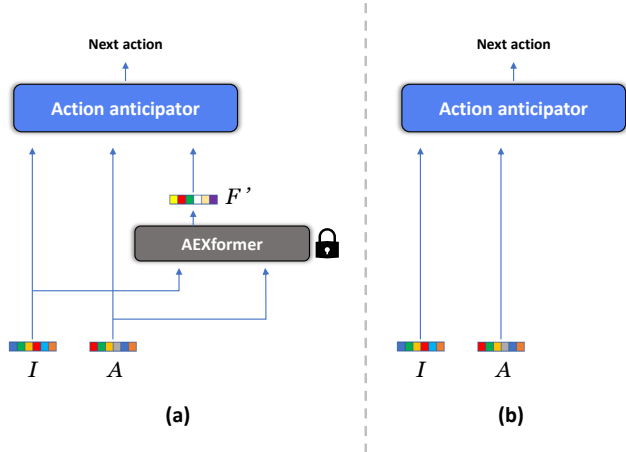 Next action
Action anticipator
F'
AEXformer
I
A
(a)
Next action
Action anticipator
I
A
(b)